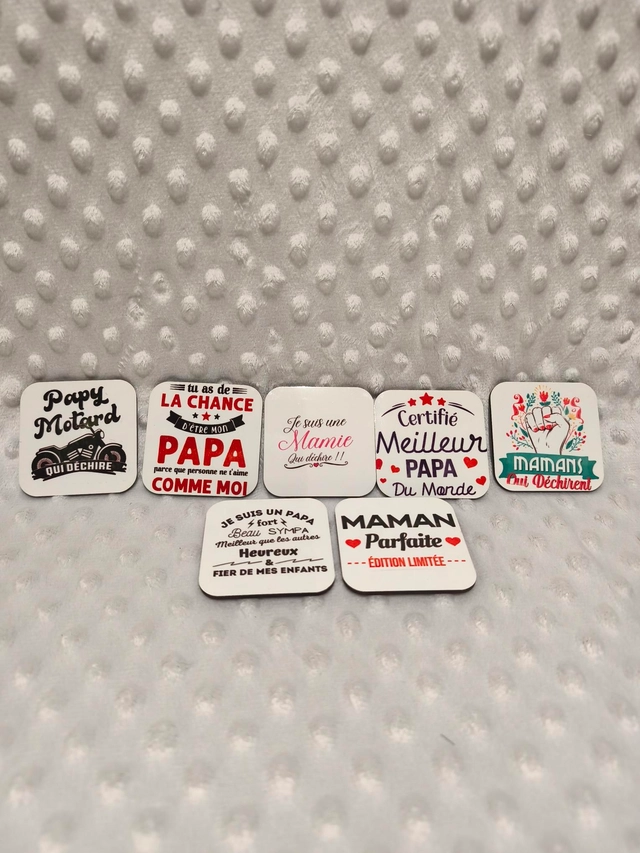 Papy
Motard
QUI DÉCHIRE
tu as de
LA CHANCE
D'ÊTRE MON
PAPA
parce que personne ne t'aime
COMME MOI
Je suis une
Mamie
Qui déchire !!
Certifié
Meilleur
PAPA
Du Monde
MAMANS
Qui Déchirent
JE SUIS UN PAPA
fort
Beau SYMPA
Meilleur que les autres
Heureux
&
FIER DE MES ENFANTS
MAMAN
Parfaite
--- ÉDITION LIMITÉE ---